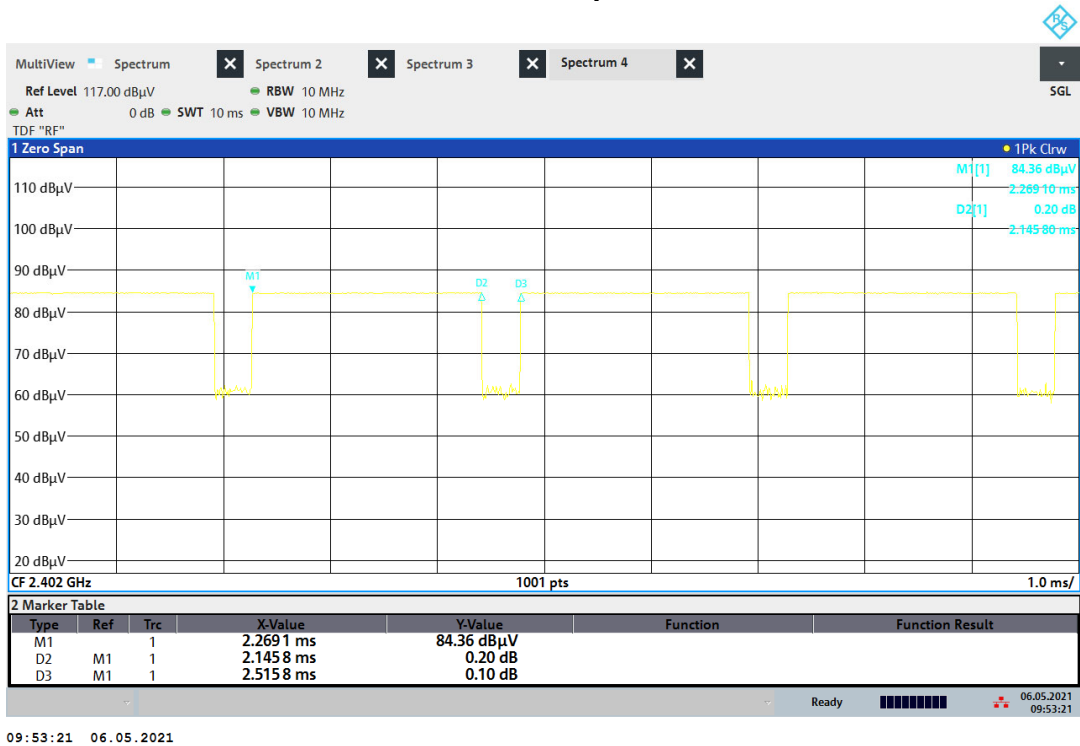 R/S
MultiView Spectrum Spectrum 2 Spectrum 3 Spectrum 4
Ref Level 117.00 dBµV RBW 10 MHz SGL
Att 0 dB SWT 10 ms VBW 10 MHz
TDF "RF"
1 Zero Span 1Pk Clrw
M1[1] 84.36 dBµV
110 dBµV 2.269 10 ms
D2[1] 0.20 dB
100 dBµV 2.145 80 ms
90 dBµV
M1 D2 D3
80 dBµV
70 dBµV
60 dBµV
50 dBµV
40 dBµV
30 dBµV
20 dBµV
CF 2.402 GHz 1001 pts 1.0 ms/
2 Marker Table
Type Ref Trc X-Value Y-Value Function Function Result
M1 1 2.269 1 ms 84.36 dBµV
D2 M1 1 2.145 8 ms 0.20 dB
D3 M1 1 2.515 8 ms 0.10 dB
Ready 06.05.2021
09:53:21
09:53:21 06.05.2021